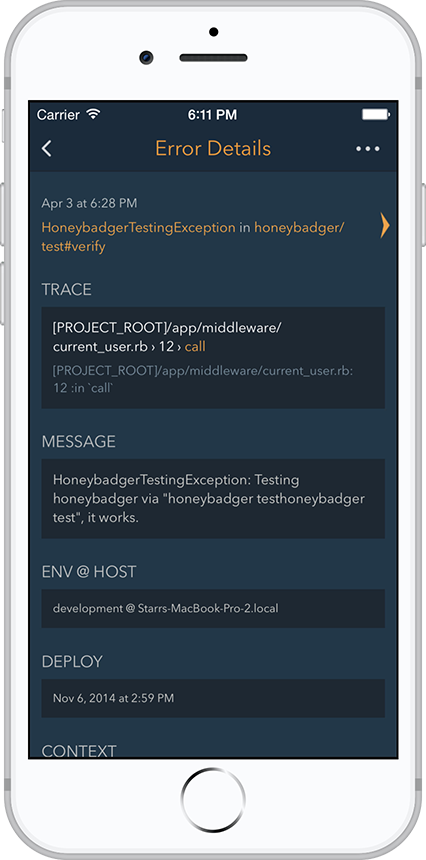 Carrier 6:11 PM
Error Details
Apr 3 at 6:28 PM
HoneybadgerTestingException in honeybadger/
test#verify
TRACE
[PROJECT_ROOT]/app/middleware/
current_user.rb › 12 › call
[PROJECT_ROOT]/app/middleware/current_user.rb:
12 :in `call`
MESSAGE
HoneybadgerTestingException: Testing
honeybadger via "honeybadger testhoneybadger
test", it works.
ENV @ HOST
development @ Starrs-MacBook-Pro-2.local
DEPLOY
Nov 6, 2014 at 2:59 PM
CONTEXT